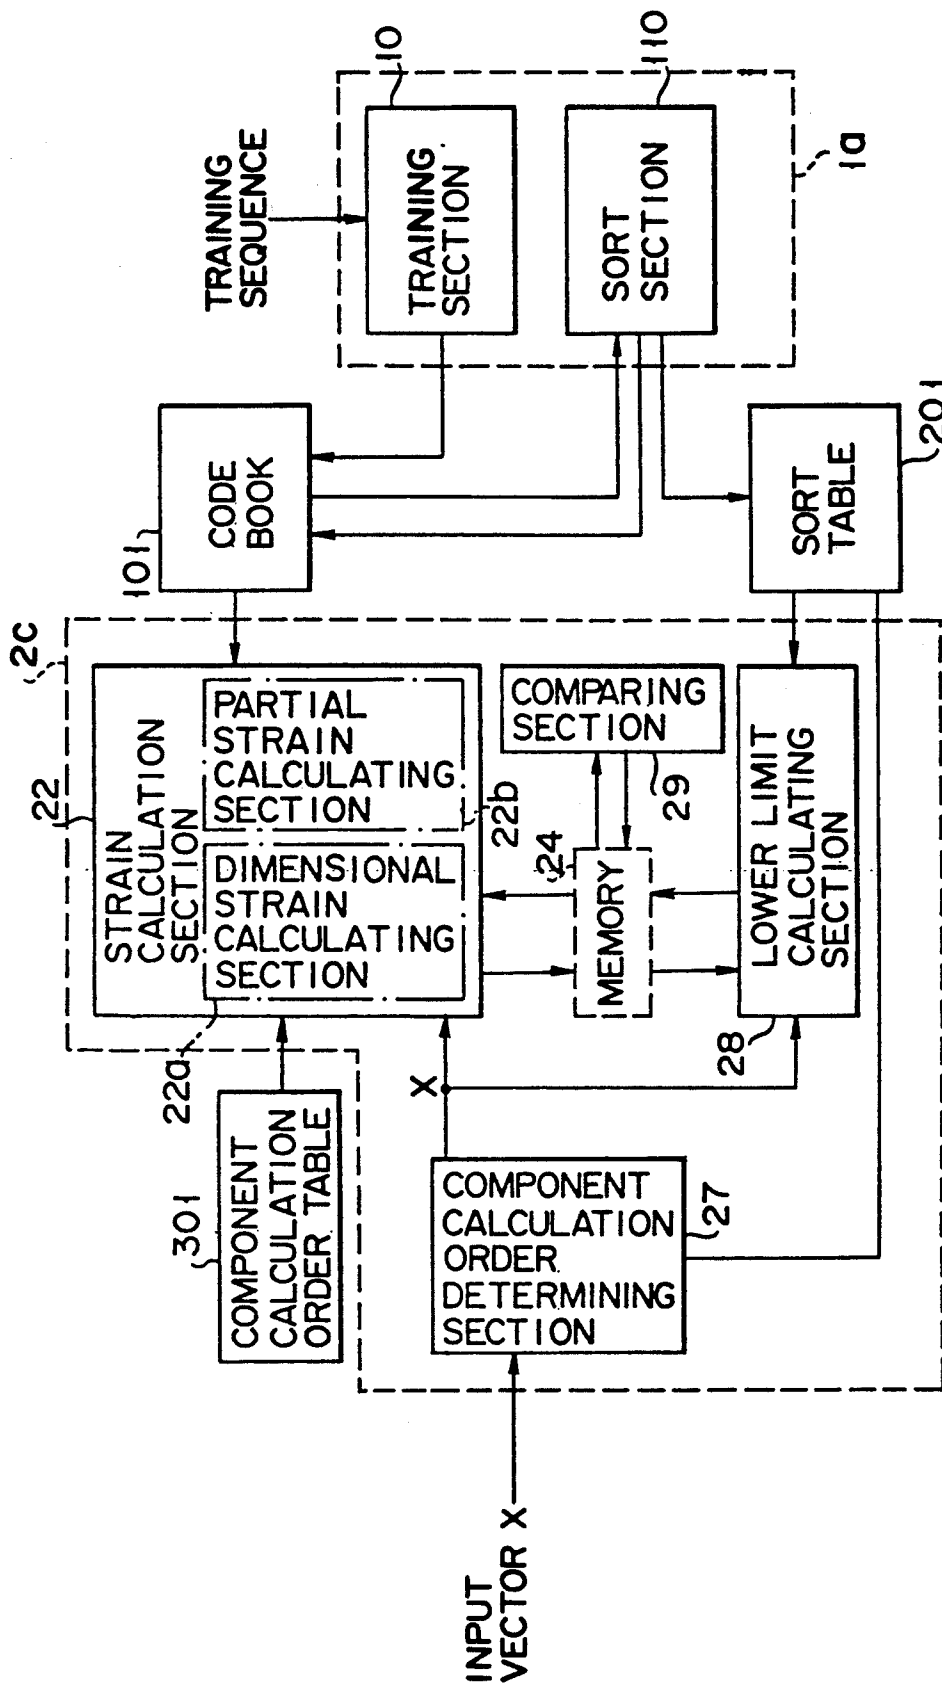 TRAINING
SEQUENCE
10
TRAINING
SECTION
110
SORT
SECTION
1a
101
CODE
BOOK
SORT
TABLE
201
2c
22
STRAIN
CALCULATION
SECTION
PARTIAL
STRAIN
CALCULATING
SECTION
22b
DIMENSIONAL
STRAIN
CALCULATING
SECTION
22a
COMPARING
SECTION
29
24
MEMORY
LOWER LIMIT
CALCULATING
SECTION
28
X
301
COMPONENT
CALCULATION
ORDER TABLE
COMPONENT
CALCULATION
ORDER.
DETERMINING
SECTION
27
INPUT
VECTOR X